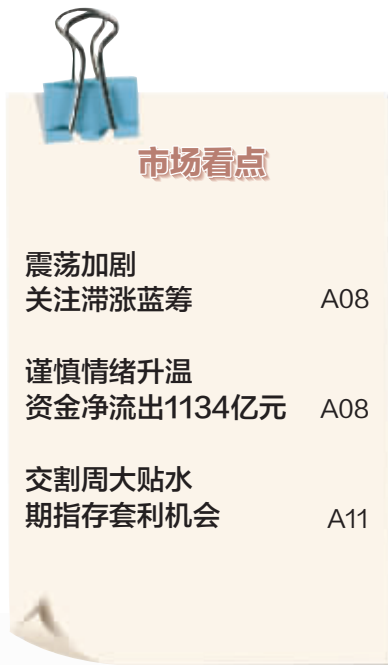 市场看点
震荡加剧
关注滞涨蓝筹 A08
谨慎情绪升温
资金净流出1134亿元 A08
交割周大贴水
期指存套利机会 A11